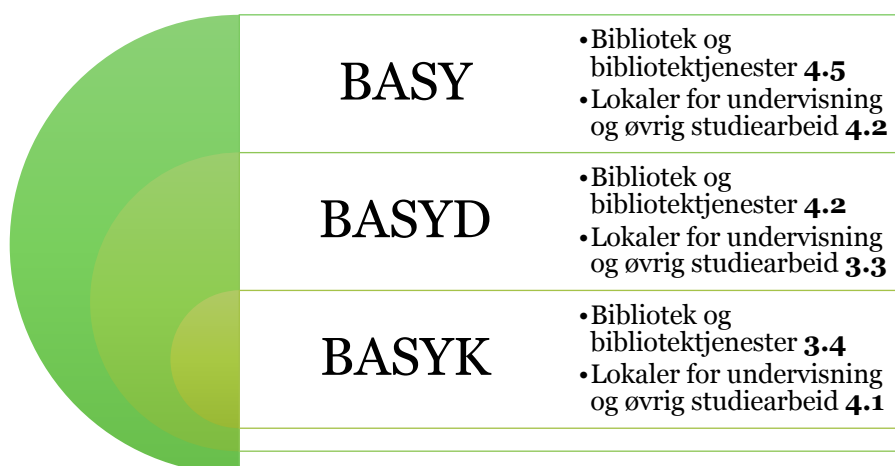 BASY
•Bibliotek og
bibliotektjenester 4.5
•Lokaler for undervisning
og øvrig studiearbeid 4.2
BASYD
•Bibliotek og
bibliotektjenester 4.2
•Lokaler for undervisning
og øvrig studiearbeid 3.3
BASYK
•Bibliotek og
bibliotektjenester 3.4
•Lokaler for undervisning
og øvrig studiearbeid 4.1